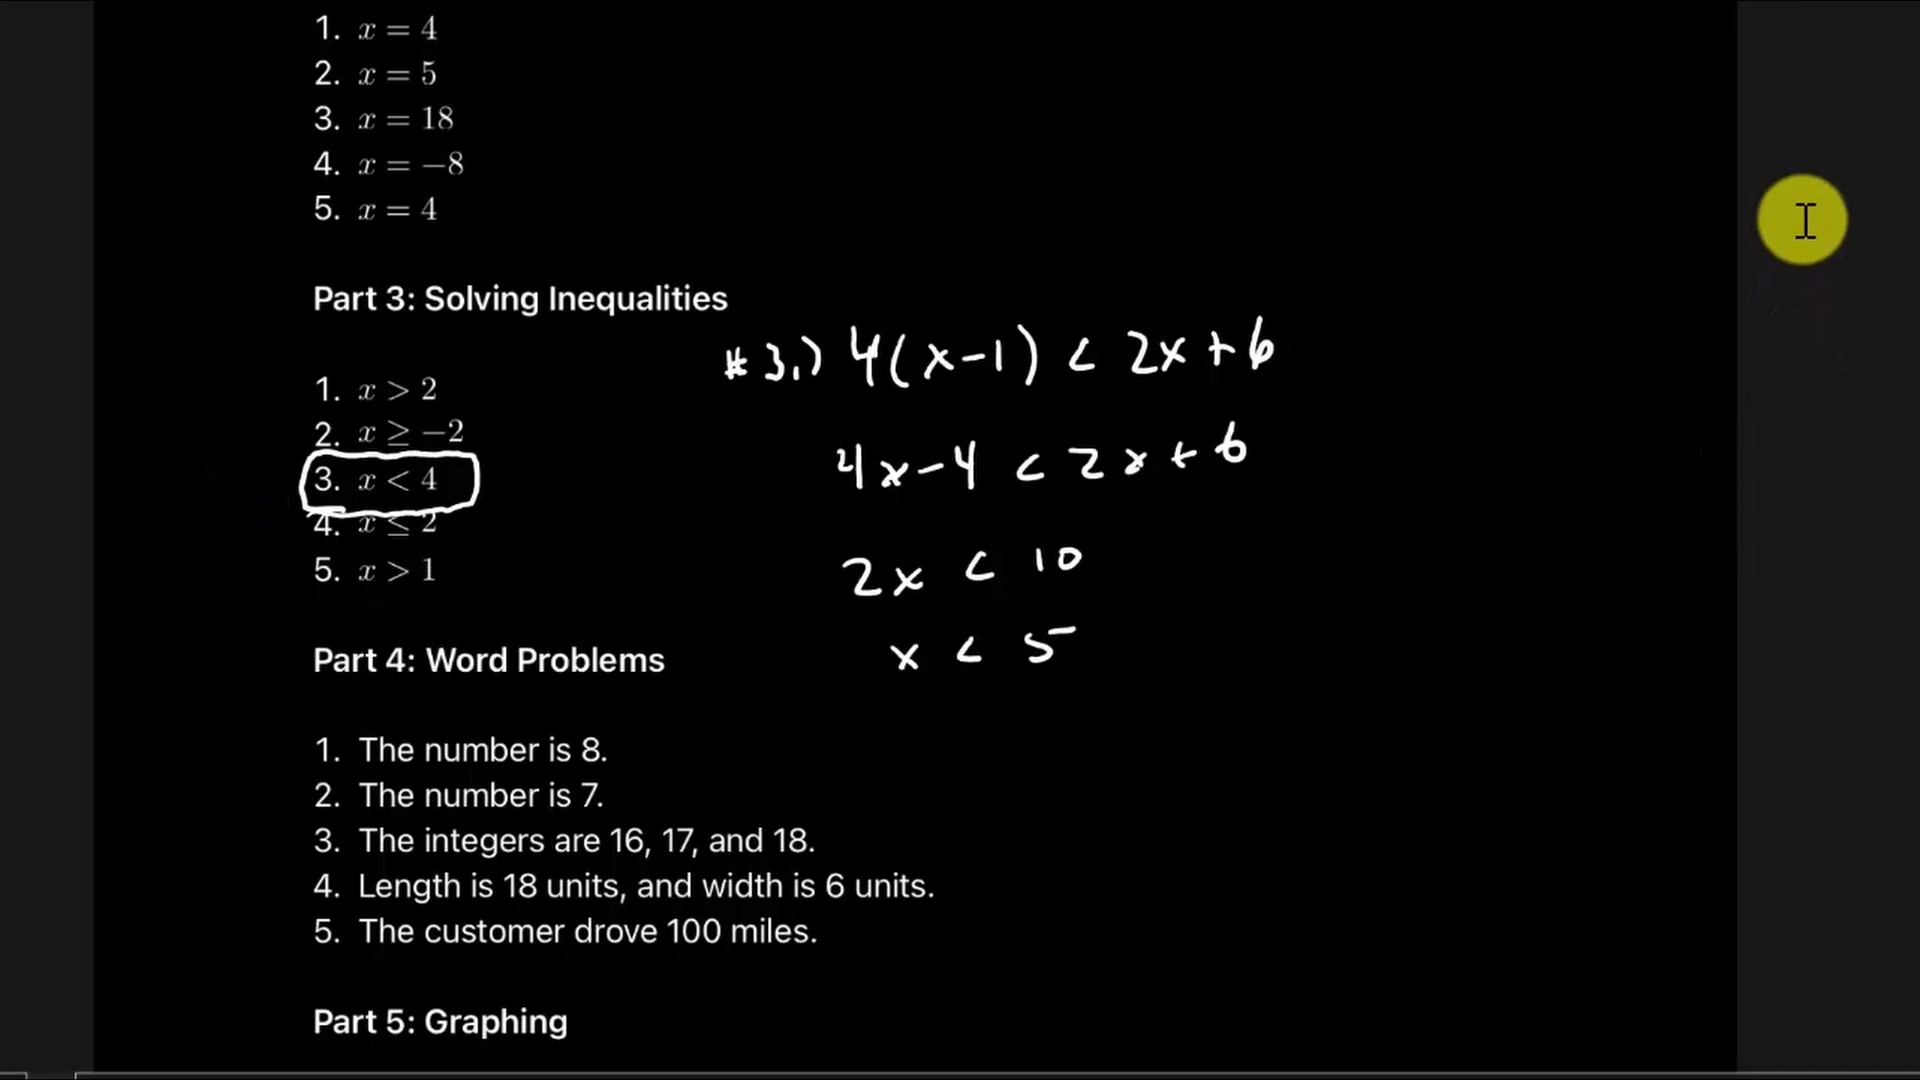 1. x = 4
2. x = 5
3. x = 18
4. x = −8
5. x = 4
Part 3: Solving Inequalities
1. x > 2
2. x ≥ −2
3. x < 4
4. x ≤ 2
5. x > 1
#3.) 4(x-1) < 2x+6
4x-4 < 2x+6
2x < 10
x < 5
Part 4: Word Problems
1. The number is 8.
2. The number is 7.
3. The integers are 16, 17, and 18.
4. Length is 18 units, and width is 6 units.
5. The customer drove 100 miles.
Part 5: Graphing